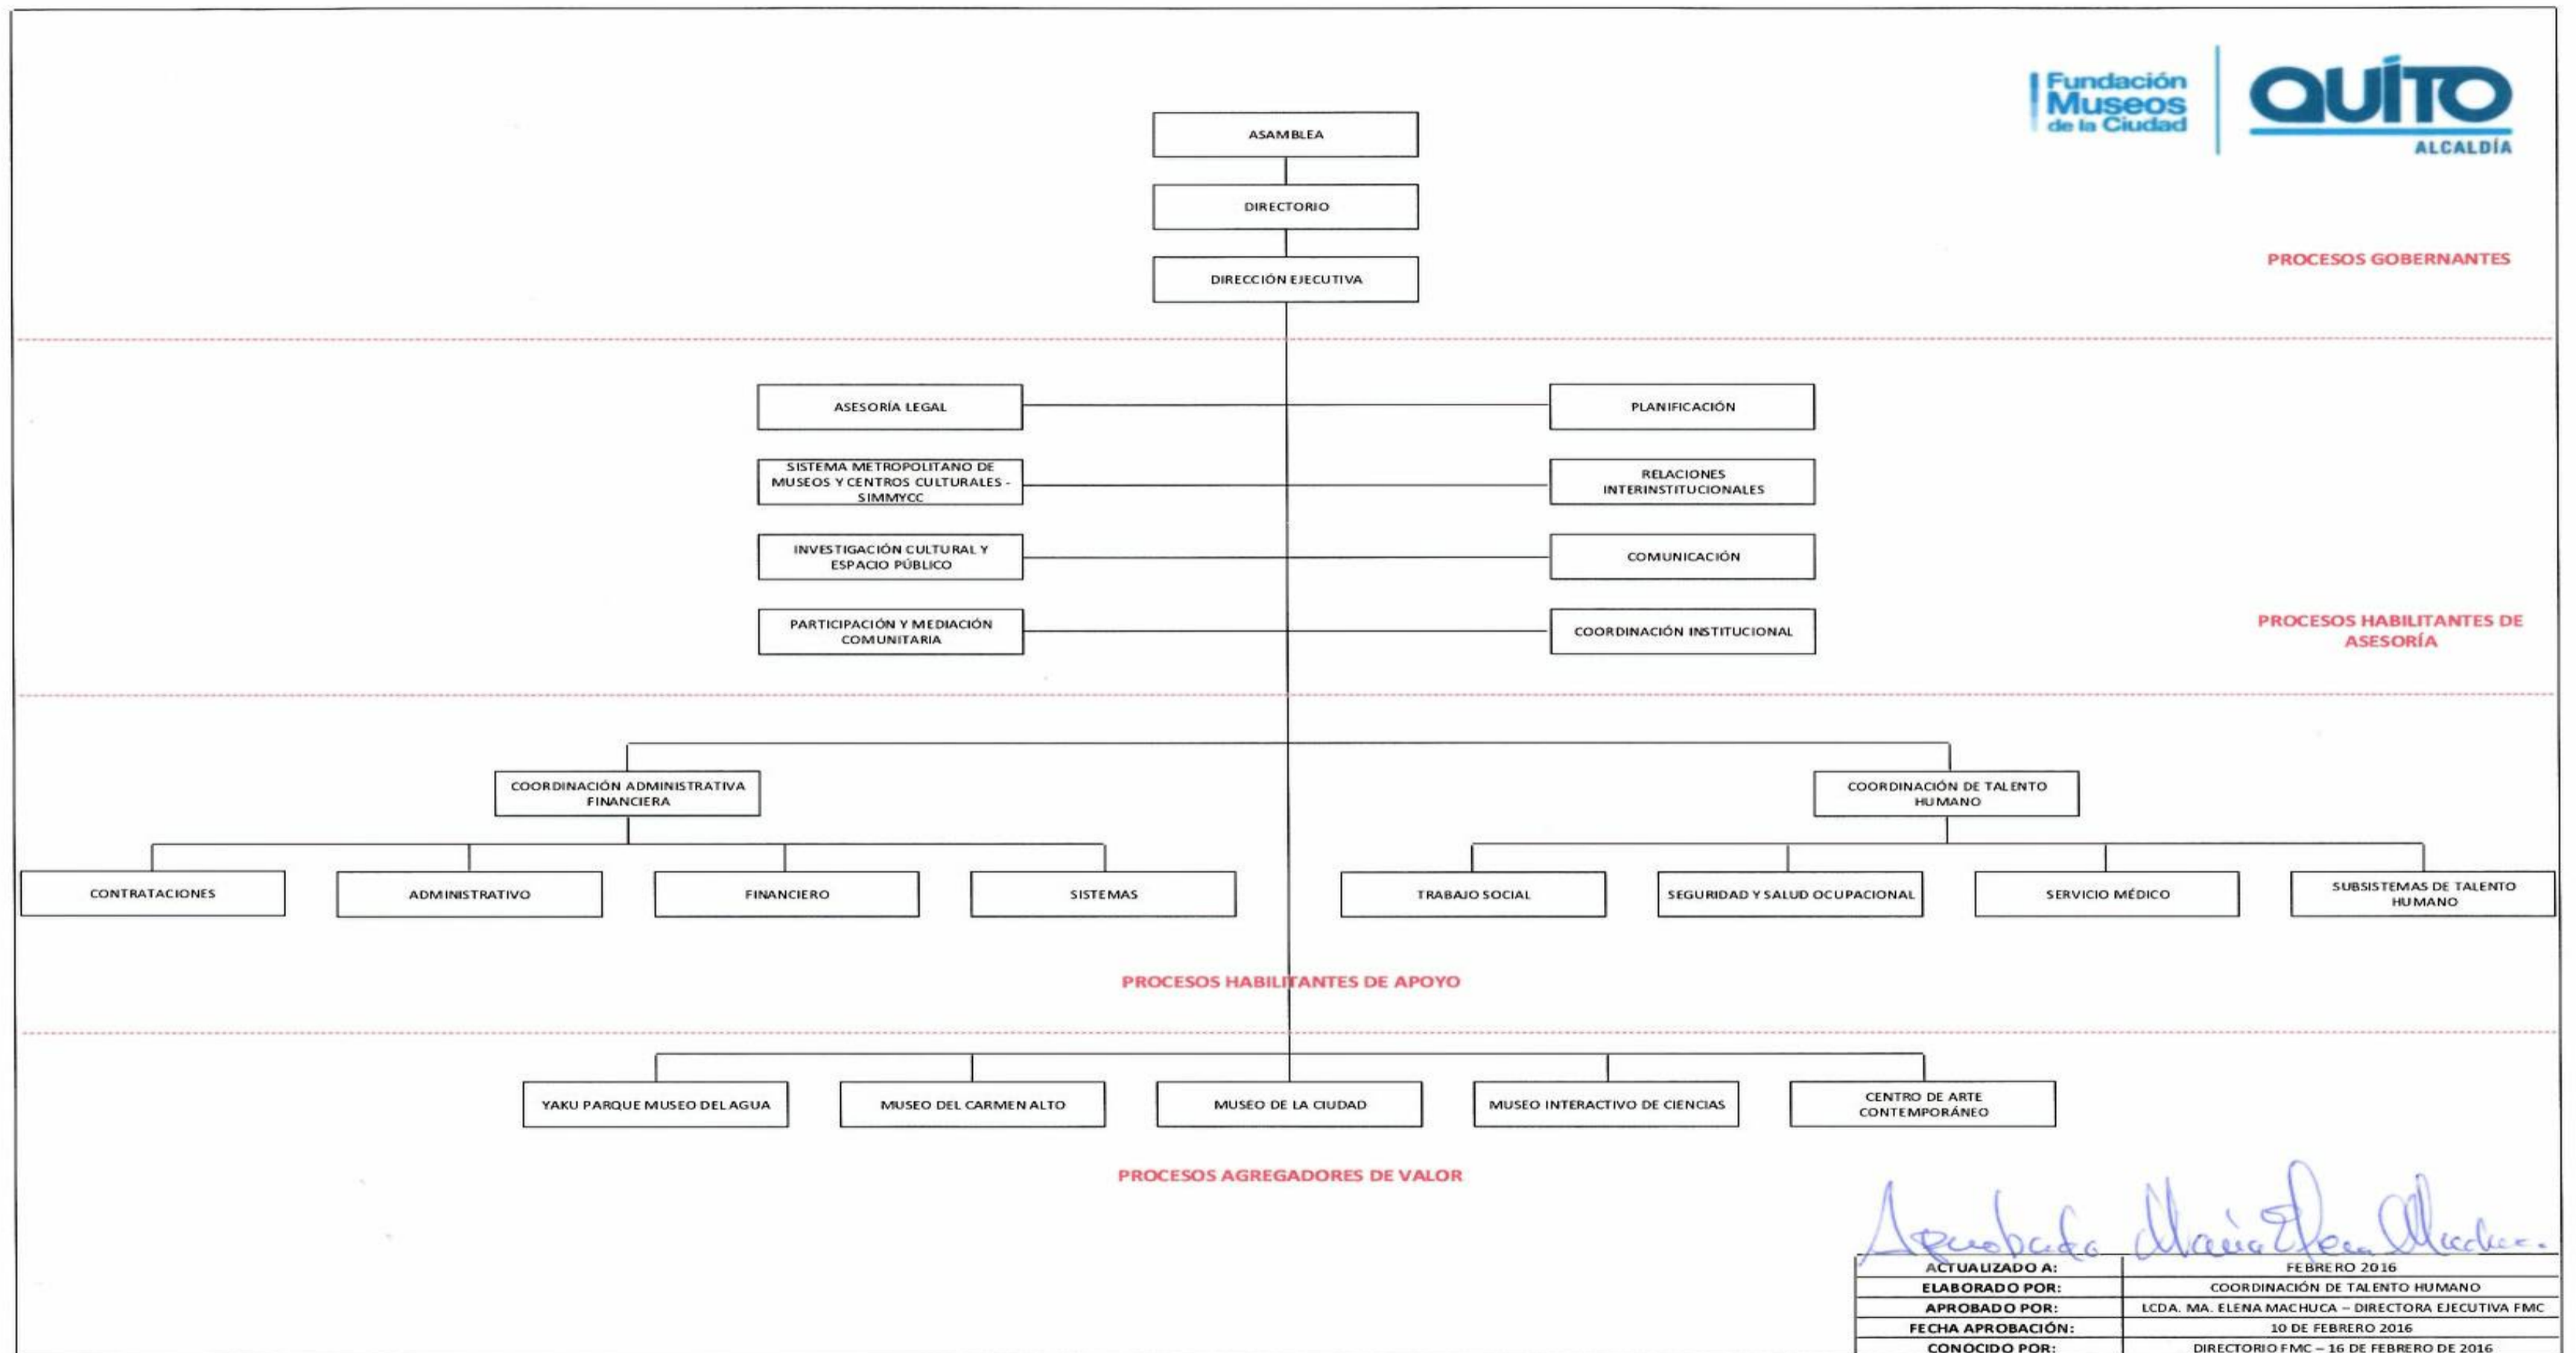 Fundación
Museos
de la Ciudad
QUITO
ALCALDÍA
ASAMBLEA
DIRECTORIO
DIRECCIÓN EJECUTIVA
PROCESOS GOBERNANTES
ASESORÍA LEGAL
PLANIFICACIÓN
SISTEMA METROPOLITANO DE
MUSEOS Y CENTROS CULTURALES -
SIMMYCC
RELACIONES
INTERINSTITUCIONALES
INVESTIGACIÓN CULTURAL Y
ESPACIO PÚBLICO
COMUNICACIÓN
PARTICIPACIÓN Y MEDIACIÓN
COMUNITARIA
COORDINACIÓN INSTITUCIONAL
PROCESOS HABILITANTES DE
ASESORÍA
COORDINACIÓN ADMINISTRATIVA
FINANCIERA
COORDINACIÓN DE TALENTO
HUMANO
CONTRATACIONES
ADMINISTRATIVO
FINANCIERO
SISTEMAS
TRABAJO SOCIAL
SEGURIDAD Y SALUD OCUPACIONAL
SERVICIO MÉDICO
SUBSISTEMAS DE TALENTO
HUMANO
PROCESOS HABILITANTES DE APOYO
YAKU PARQUE MUSEO DEL AGUA
MUSEO DEL CARMEN ALTO
MUSEO DE LA CIUDAD
MUSEO INTERACTIVO DE CIENCIAS
CENTRO DE ARTE
CONTEMPORÁNEO
PROCESOS AGREGADORES DE VALOR
Aprobado María Elena Machuca
ACTUALIZADO A: FEBRERO 2016
ELABORADO POR: COORDINACIÓN DE TALENTO HUMANO
APROBADO POR: LCDA. MA. ELENA MACHUCA – DIRECTORA EJECUTIVA FMC
FECHA APROBACIÓN: 10 DE FEBRERO 2016
CONOCIDO POR: DIRECTORIO FMC – 16 DE FEBRERO DE 2016